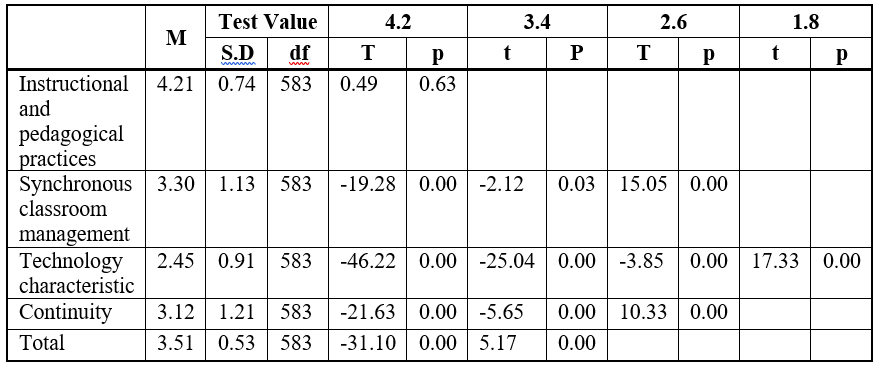 M Test Value 4.2 3.4 2.6 1.8
S.D df T p t P T p t p
Instructional 4.21 0.74 583 0.49 0.63
and
pedagogical
practices
Synchronous 3.30 1.13 583 -19.28 0.00 -2.12 0.03 15.05 0.00
classroom
management
Technology 2.45 0.91 583 -46.22 0.00 -25.04 0.00 -3.85 0.00 17.33 0.00
characteristic
Continuity 3.12 1.21 583 -21.63 0.00 -5.65 0.00 10.33 0.00
Total 3.51 0.53 583 -31.10 0.00 5.17 0.00